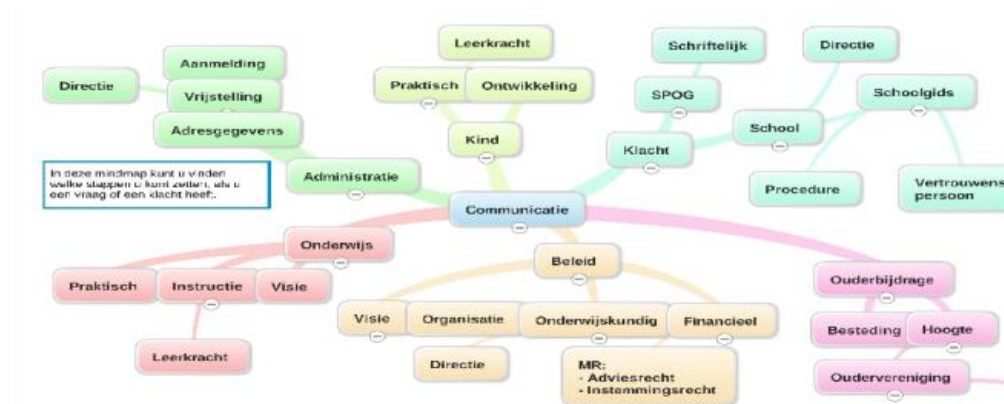 Leerkracht
Schriftelijk
Directie
Aanmelding
Directie
Praktisch
Ontwikkeling
Vrijstelling
SPOG
Schoolgids
Adresgegevens
Kind
Klacht
School
In deze mindmap kunt u vinden
welke stappen u kunt zetten, als u
een vraag of een klacht heeft.
Administratie
Procedure
Vertrouwens
persoon
Communicatie
Onderwijs
Beleid
Ouderbijdrage
Praktisch
Instructie
Visie
Visie
Organisatie
Onderwijskundig
Financieel
Besteding
Hoogte
Leerkracht
Directie
MR:
- Adviesrecht
- Instemmingsrecht
Oudervereniging